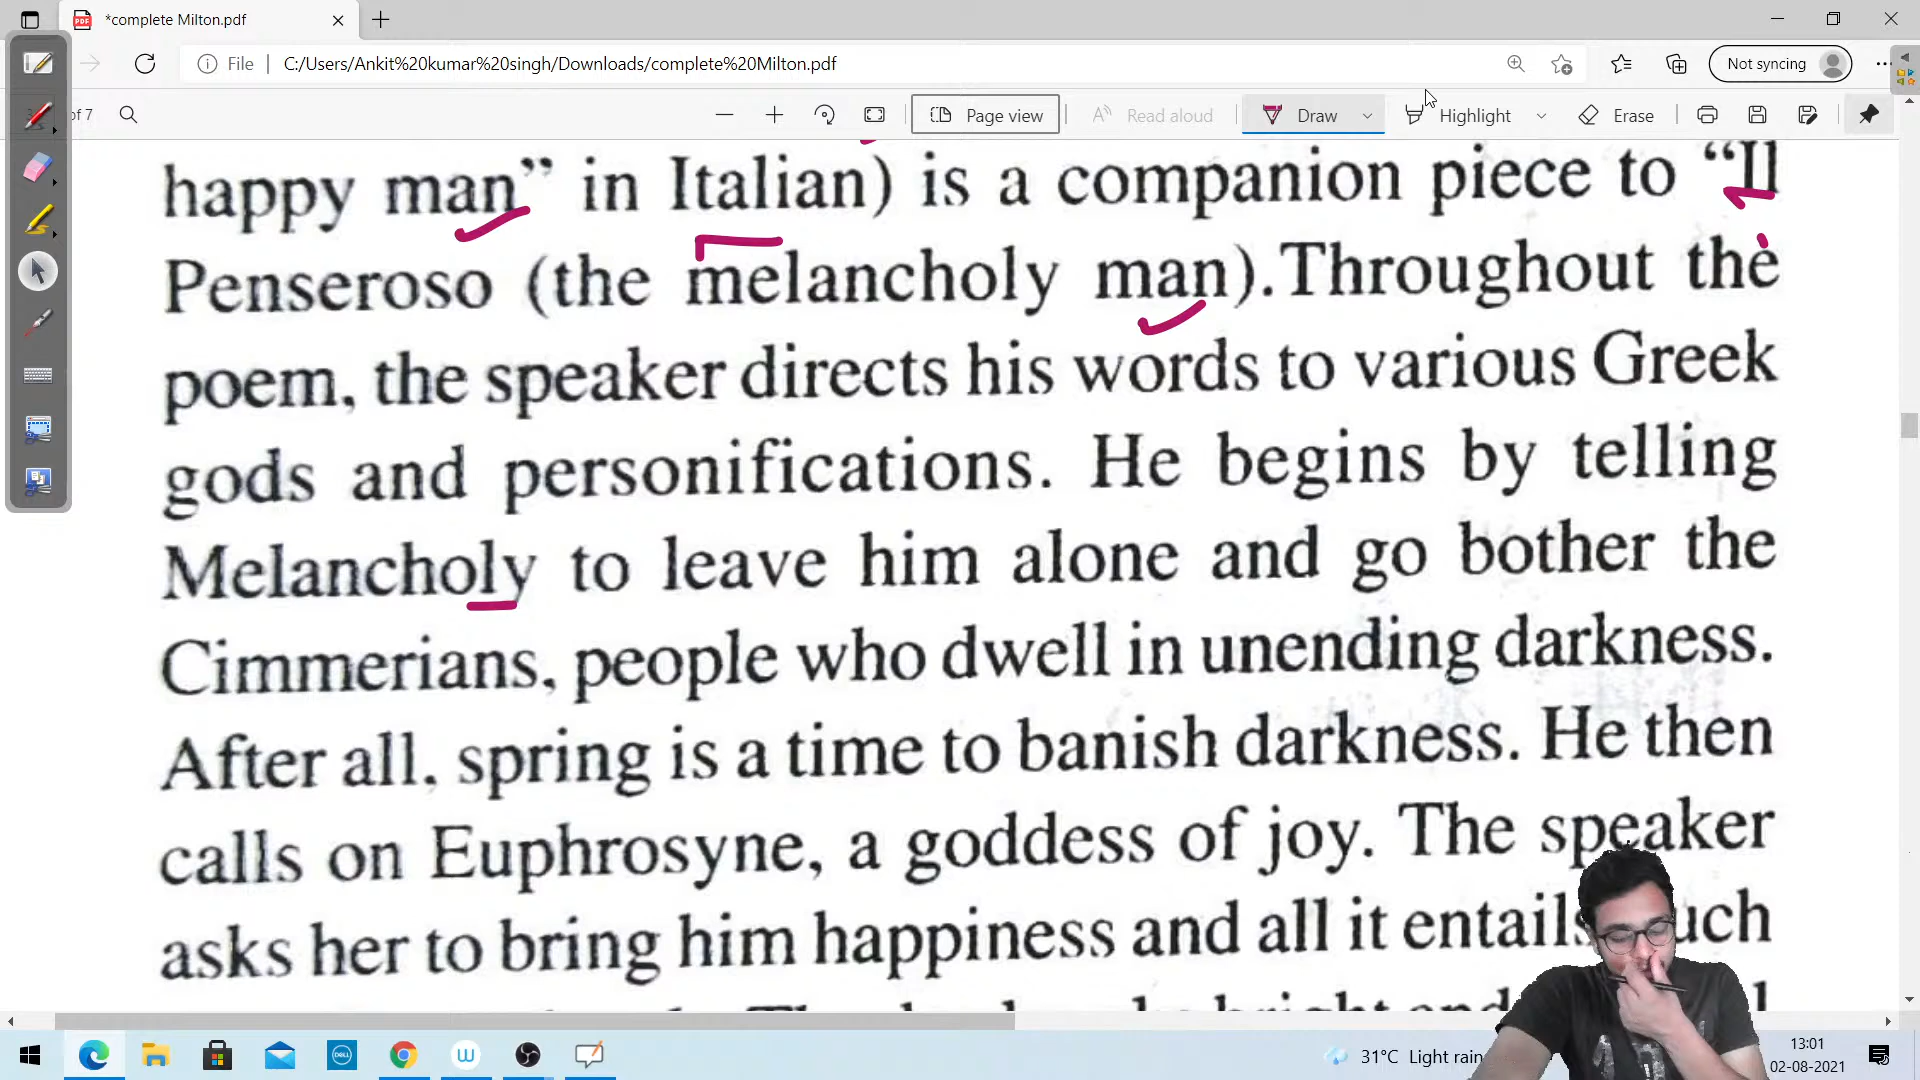 *complete Milton.pdf
File
C:/Users/Ankit%20kumar%20singh/Downloads/complete%20Milton.pdf
Not syncing
of 7
Page view
Read aloud
Draw
Highlight
Erase
happy man” in Italian) is a companion piece to “Il
Penseroso (the melancholy man).Throughout the
poem, the speaker directs his words to various Greek
gods and personifications. He begins by telling
Melancholy to leave him alone and go bother the
Cimmerians, people who dwell in unending darkness.
After all, spring is a time to banish darkness. He then
calls on Euphrosyne, a goddess of joy. The speaker
asks her to bring him happiness and all it entails
31°C Light rain
13:01
02-08-2021